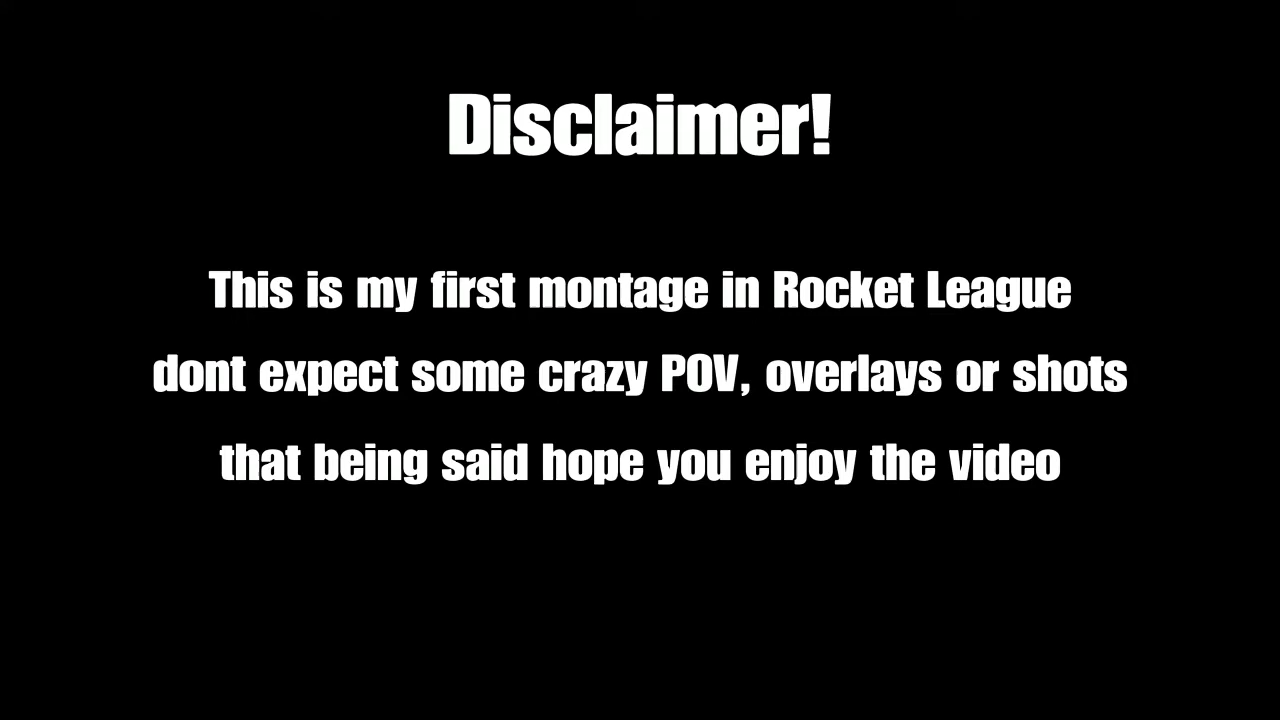 Disclaimer!
This is my first montage in Rocket League
dont expect some crazy POV, overlays or shots
that being said hope you enjoy the video